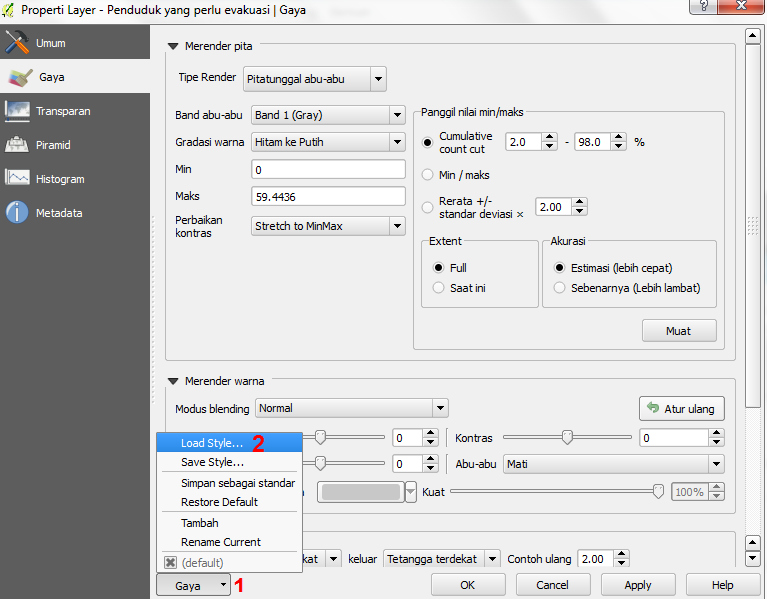 Properti Layer - Penduduk yang perlu evakuasi | Gaya
?
Umum
Gaya
Transparan
Piramid
Histogram
Metadata
Merender pita
Tipe Render Pitatunggal abu-abu
Band abu-abu Band 1 (Gray)
Gradasi warna Hitam ke Putih
Min 0
Maks 59.4436
Perbaikan kontras Stretch to MinMax
Panggil nilai min/maks
Cumulative count cut 2.0 - 98.0 %
Min / maks
Rerata +/- standar deviasi × 2.00
Extent
Full
Saat ini
Akurasi
Estimasi (lebih cepat)
Sebenarnya (Lebih lambat)
Muat
Merender warna
Modus blending Normal
Atur ulang
0 Kontras 0
0 Abu-abu Mati
Kuat 100%
keluar Tetangga terdekat Contoh ulang 2.00
Load Style... 2
Save Style...
Simpan sebagai standar
Restore Default
Tambah
Rename Current
(default)
Gaya 1
OK Cancel Apply Help